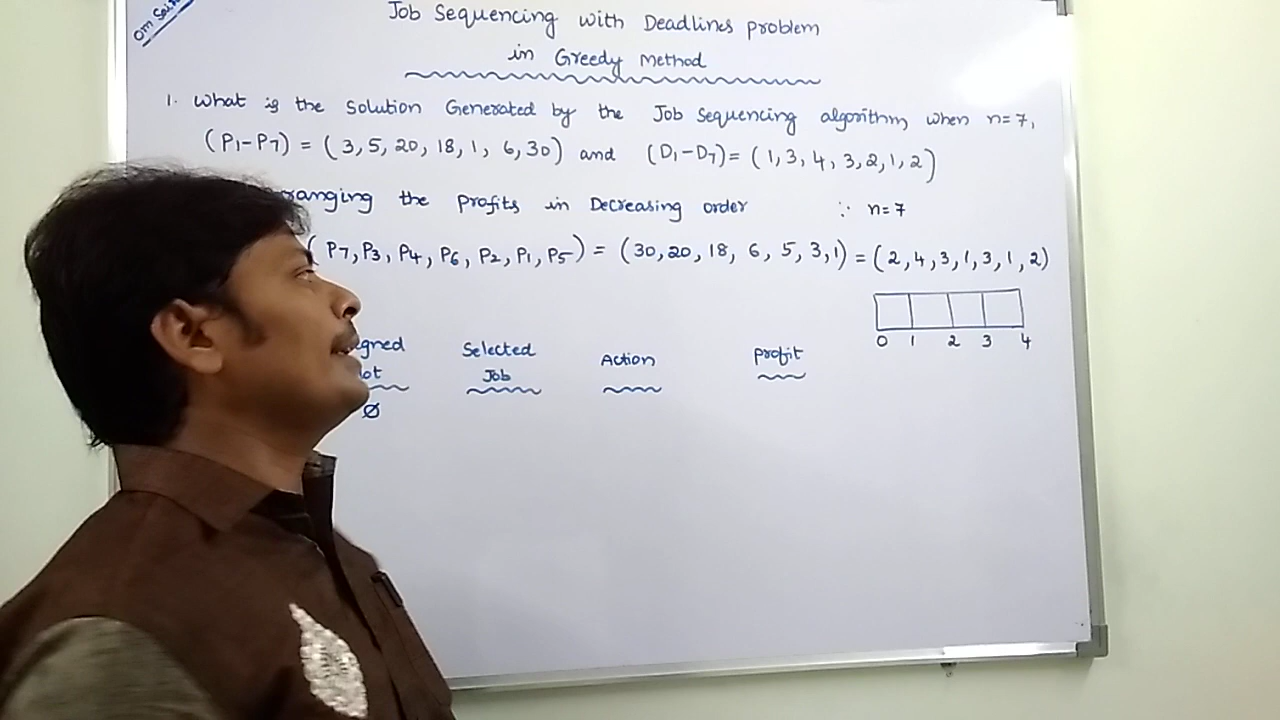 Om Sai
Job Sequencing with Deadlines problem
in Greedy Method
1. What is the Solution Generated by the Job Sequencing algorithm, when n=7,
(P1-P7) = (3, 5, 20, 18, 1, 6, 30) and (D1-D7) = (1, 3, 4, 3, 2, 1, 2)
ranging the profits in Decreasing order ∵ n=7
(P7, P3, P4, P6, P2, P1, P5) = (30, 20, 18, 6, 5, 3, 1) = (2, 4, 3, 1, 3, 1, 2)
0 1 2 3 4
gned Selected Action profit
ot Job
Ø